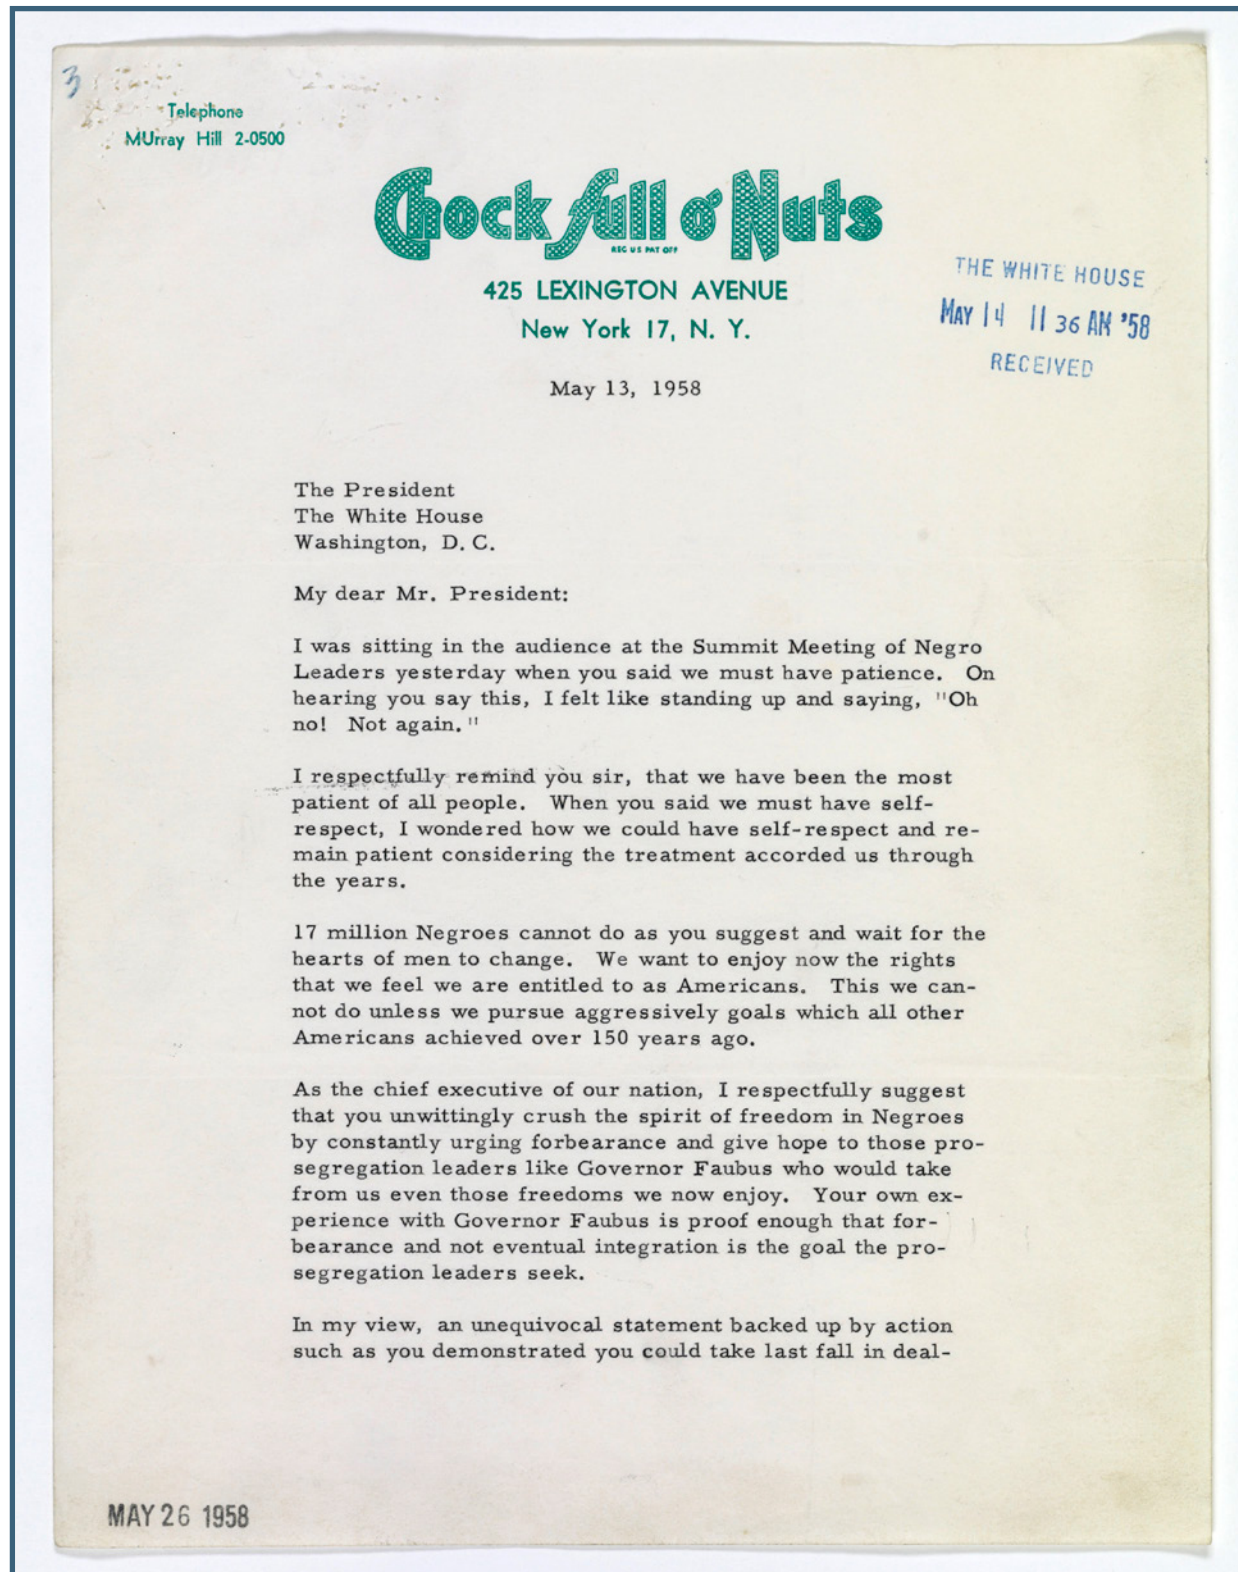 3
Telephone
MUrray Hill 2-0500
Chock full o' Nuts
REG US PAT OFF
425 LEXINGTON AVENUE
New York 17, N. Y.
THE WHITE HOUSE
MAY 14 11 36 AM '58
RECEIVED
May 13, 1958
The President
The White House
Washington, D. C.
My dear Mr. President:
I was sitting in the audience at the Summit Meeting of Negro
Leaders yesterday when you said we must have patience. On
hearing you say this, I felt like standing up and saying, "Oh
no! Not again."
I respectfully remind you sir, that we have been the most
patient of all people. When you said we must have self-
respect, I wondered how we could have self-respect and re-
main patient considering the treatment accorded us through
the years.
17 million Negroes cannot do as you suggest and wait for the
hearts of men to change. We want to enjoy now the rights
that we feel we are entitled to as Americans. This we can-
not do unless we pursue aggressively goals which all other
Americans achieved over 150 years ago.
As the chief executive of our nation, I respectfully suggest
that you unwittingly crush the spirit of freedom in Negroes
by constantly urging forbearance and give hope to those pro-
segregation leaders like Governor Faubus who would take
from us even those freedoms we now enjoy. Your own ex-
perience with Governor Faubus is proof enough that for-
bearance and not eventual integration is the goal the pro-
segregation leaders seek.
In my view, an unequivocal statement backed up by action
such as you demonstrated you could take last fall in deal-
MAY 26 1958